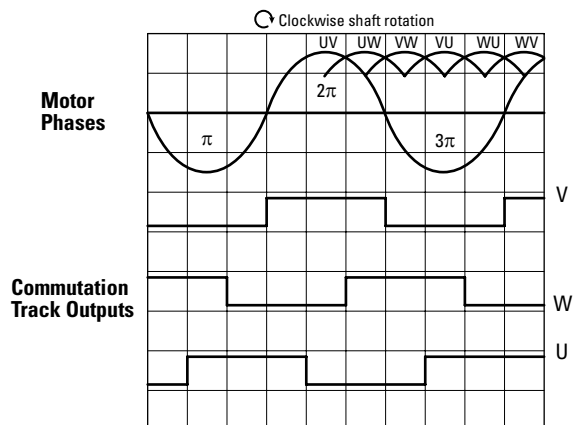 Clockwise shaft rotation
UV UW VW VU WU WV
Motor
Phases
π 2π 3π
V
Commutation
Track Outputs
W
U